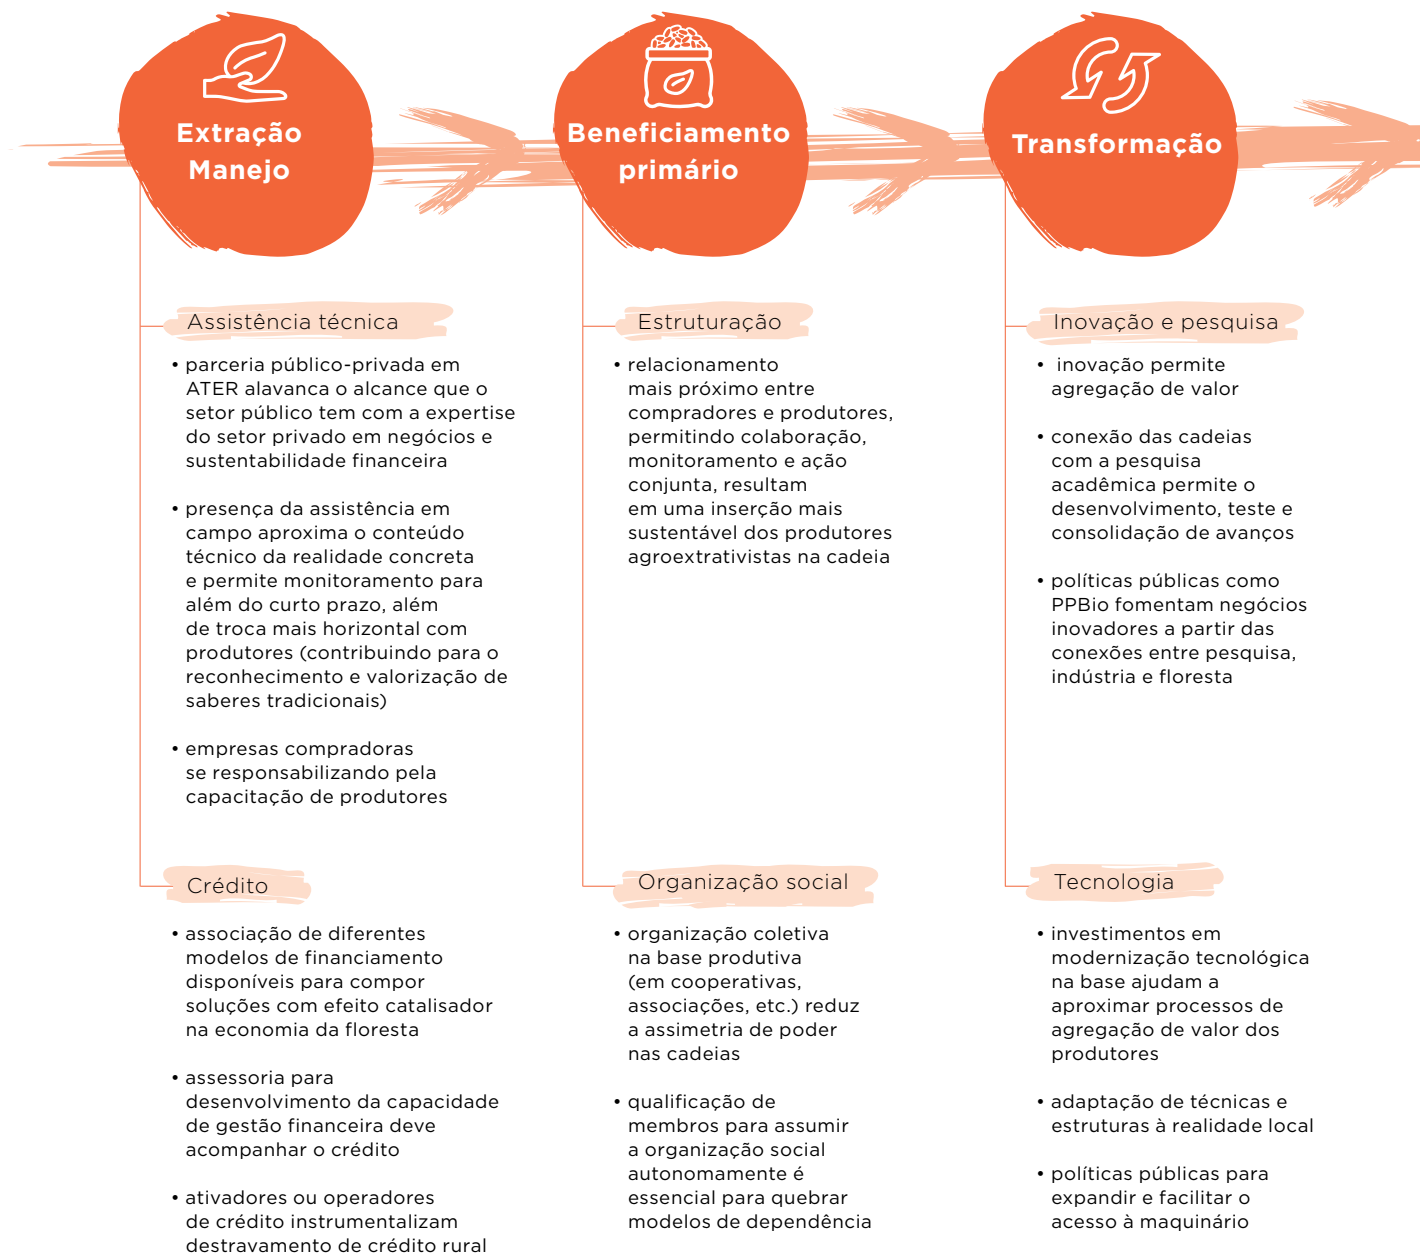 Extração
Manejo
Assistência técnica
• parceria público-privada em
ATER alavanca o alcance que o
setor público tem com a expertise
do setor privado em negócios e
sustentabilidade financeira
• presença da assistência em
campo aproxima o conteúdo
técnico da realidade concreta
e permite monitoramento para
além do curto prazo, além
de troca mais horizontal com
produtores (contribuindo para o
reconhecimento e valorização de
saberes tradicionais)
• empresas compradoras
se responsabilizando pela
capacitação de produtores
Crédito
• associação de diferentes
modelos de financiamento
disponíveis para compor
soluções com efeito catalisador
na economia da floresta
• assessoria para
desenvolvimento da capacidade
de gestão financeira deve
acompanhar o crédito
• ativadores ou operadores
de crédito instrumentalizam
destravamento de crédito rural
Beneficiamento
primário
Estruturação
• relacionamento
mais próximo entre
compradores e produtores,
permitindo colaboração,
monitoramento e ação
conjunta, resultam
em uma inserção mais
sustentável dos produtores
agroextrativistas na cadeia
Organização social
• organização coletiva
na base produtiva
(em cooperativas,
associações, etc.) reduz
a assimetria de poder
nas cadeias
• qualificação de
membros para assumir
a organização social
autonomamente é
essencial para quebrar
modelos de dependência
Transformação
Inovação e pesquisa
• inovação permite
agregação de valor
• conexão das cadeias
com a pesquisa
acadêmica permite o
desenvolvimento, teste e
consolidação de avanços
• políticas públicas como
PPBio fomentam negócios
inovadores a partir das
conexões entre pesquisa,
indústria e floresta
Tecnologia
• investimentos em
modernização tecnológica
na base ajudam a
aproximar processos de
agregação de valor dos
produtores
• adaptação de técnicas e
estruturas à realidade local
• políticas públicas para
expandir e facilitar o
acesso à maquinário